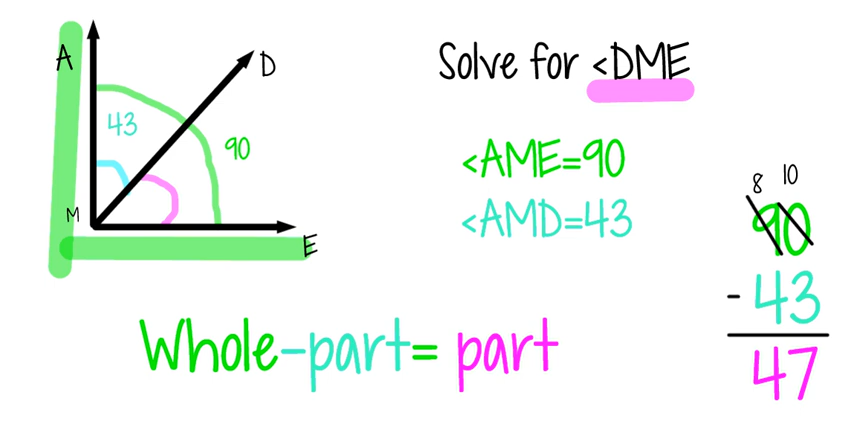 A
D
43
90
M
E
Solve for <DME
<AME=90
<AMD=43
8 10
90
- 43
47
Whole-part= part